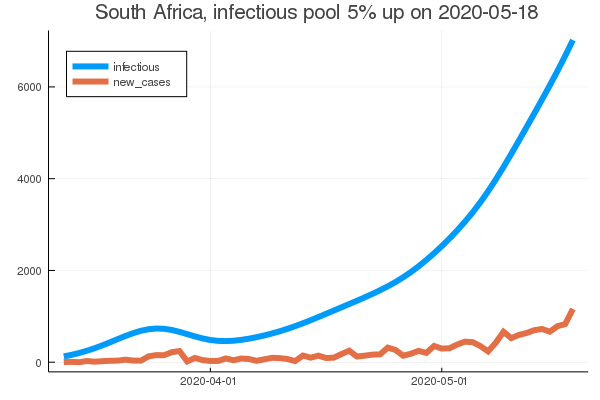 South Africa, infectious pool 5% up on 2020-05-18
infectious
new_cases
6000
4000
2000
0
2020-04-01
2020-05-01